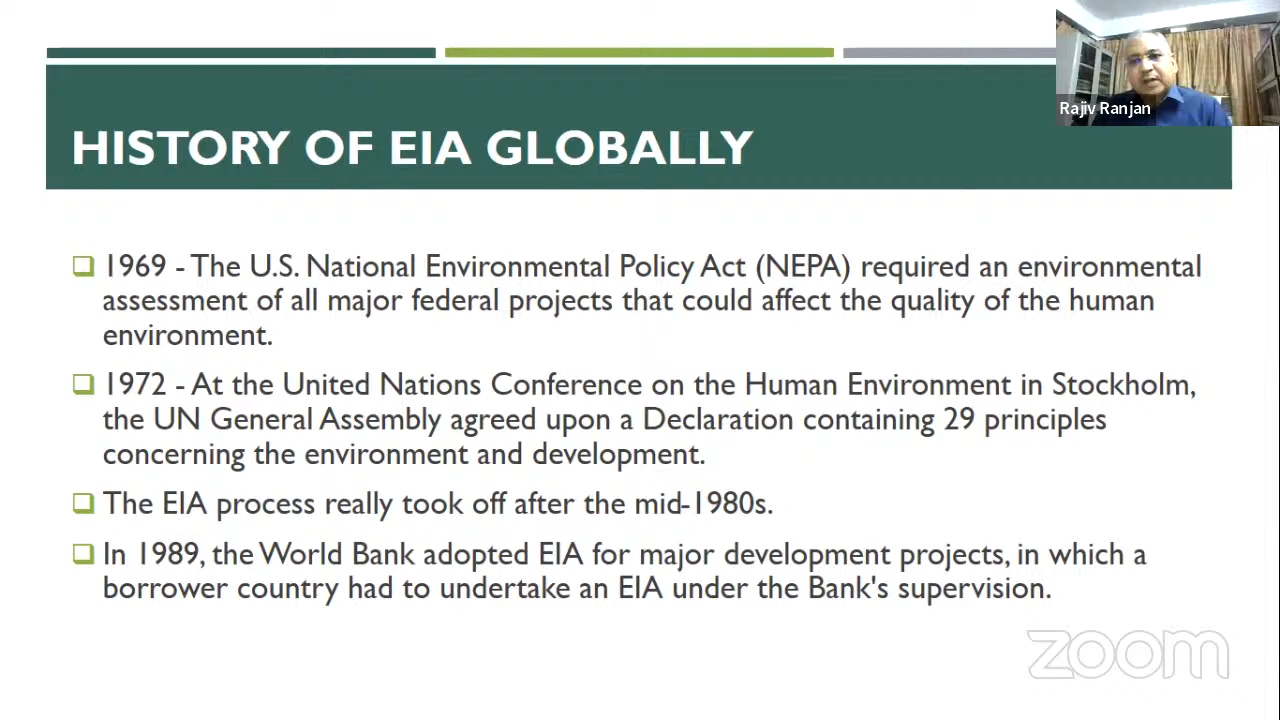 Rajiv Ranjan
HISTORY OF EIA GLOBALLY
1969 - The U.S. National Environmental Policy Act (NEPA) required an environmental
assessment of all major federal projects that could affect the quality of the human
environment.
1972 - At the United Nations Conference on the Human Environment in Stockholm,
the UN General Assembly agreed upon a Declaration containing 29 principles
concerning the environment and development.
The EIA process really took off after the mid-1980s.
In 1989, the World Bank adopted EIA for major development projects, in which a
borrower country had to undertake an EIA under the Bank's supervision.
zoom